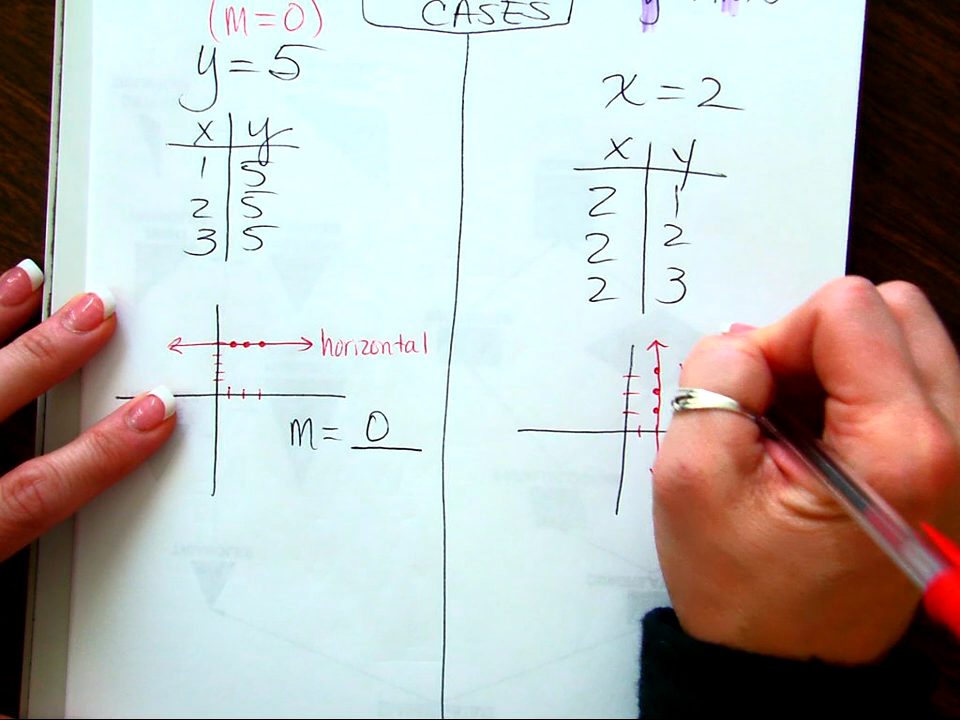 (m=0)
CASES
y = 5
x y
1 5
2 5
3 5
horizontal
m= 0
x = 2
x y
2 1
2 2
2 3